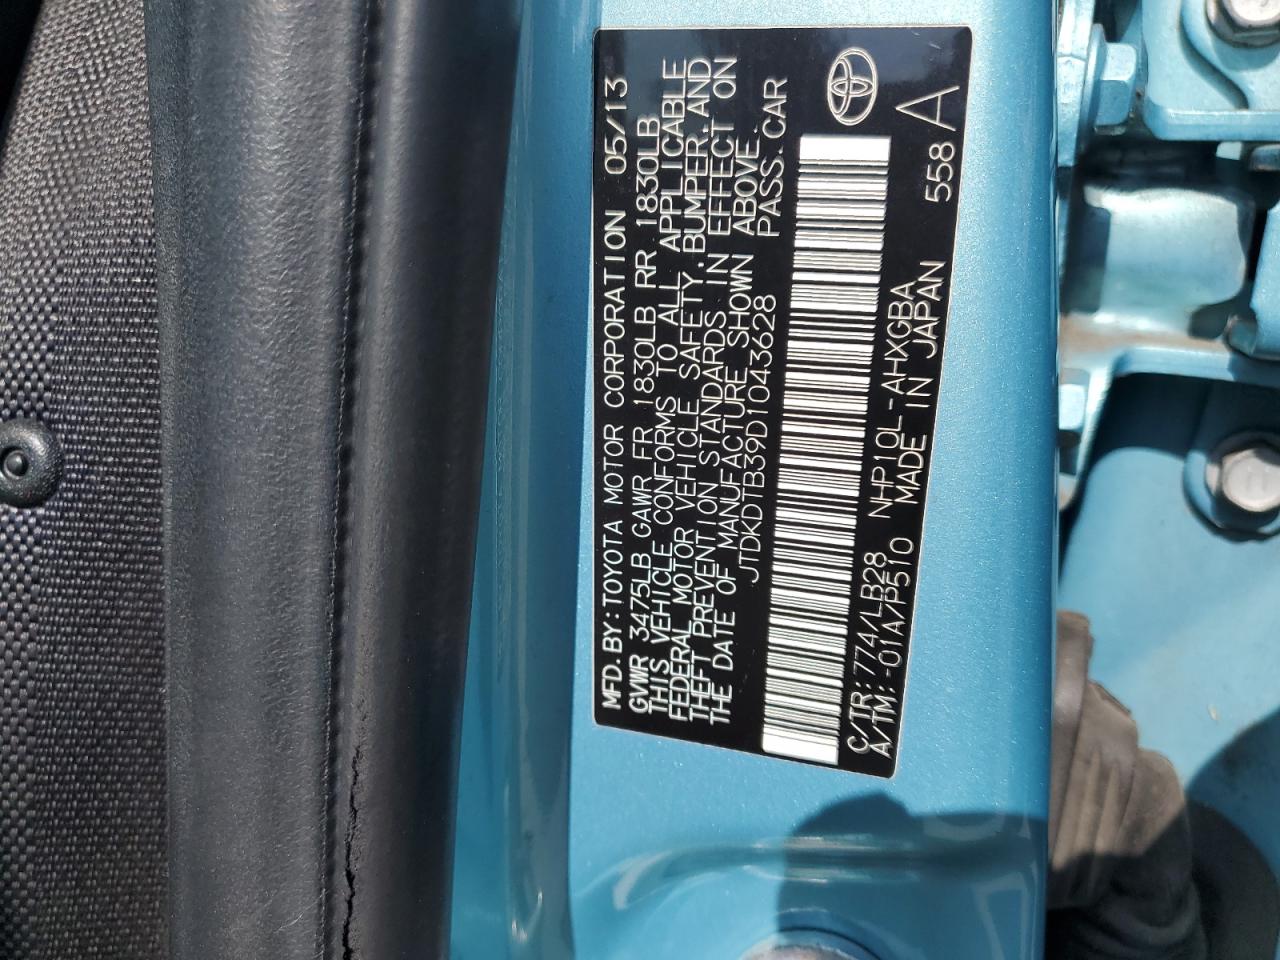 MFD. BY: TOYOTA MOTOR CORPORATION 05/13
GVWR 3475LB GAWR FR 1830LB RR 1830LB
THIS VEHICLE CONFORMS TO ALL APPLICABLE
FEDERAL MOTOR VEHICLE SAFETY, BUMPER, AND
THEFT PREVENTION STANDARDS IN EFFECT ON
THE DATE OF MANUFACTURE SHOWN ABOVE.
JTDKDTB39D1043628 PASS. CAR
C/TR: 774/LB28 NHP10L-AHXGBA 558 A
A/TM: -01A/P510 MADE IN JAPAN